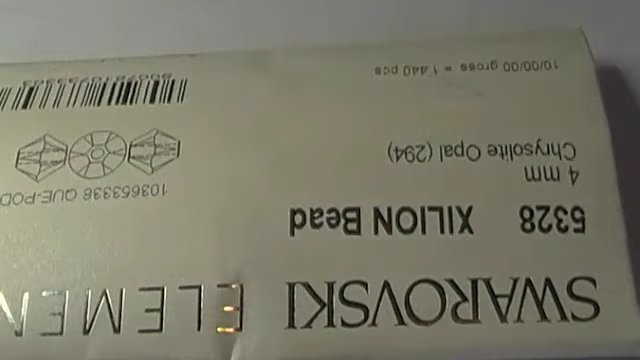 SWAROVSKI ELEMEN
5328 XILION Bead
4 mm
Chrysolite Opal (294)
103653338 QUE-POD
10/00/00 gross = 1.440 pcs